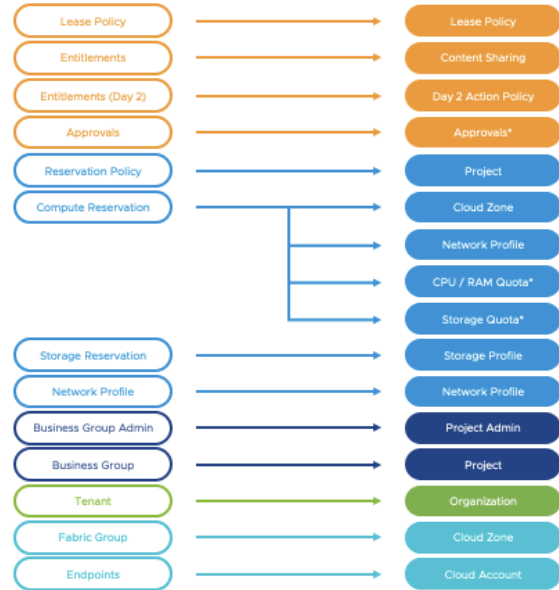 Lease Policy Lease Policy
Entitlements Content Sharing
Entitlements (Day 2) Day 2 Action Policy
Approvals Approvals*
Reservation Policy Project
Compute Reservation Cloud Zone
Network Profile
CPU / RAM Quota*
Storage Quota*
Storage Reservation Storage Profile
Network Profile Network Profile
Business Group Admin Project Admin
Business Group Project
Tenant Organization
Fabric Group Cloud Zone
Endpoints Cloud Account